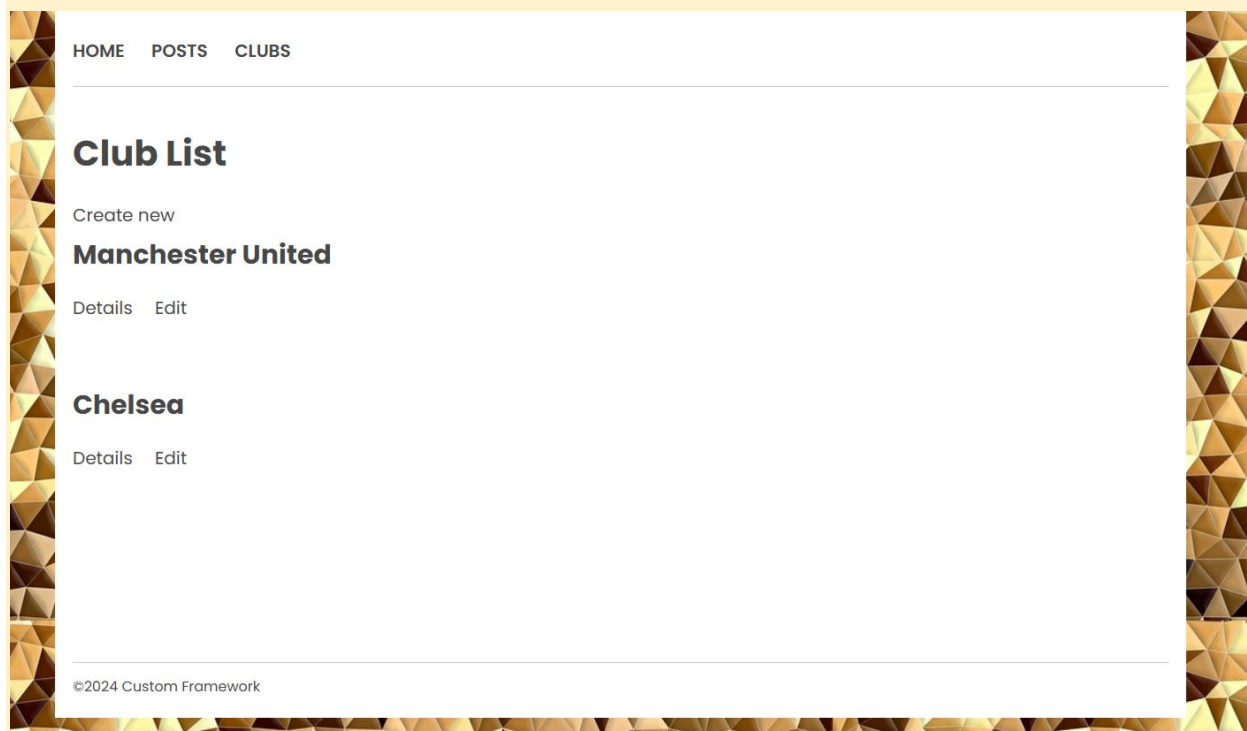 HOME POSTS CLUBS
Club List
Create new
Manchester United
Details Edit
Chelsea
Details Edit
©2024 Custom Framework